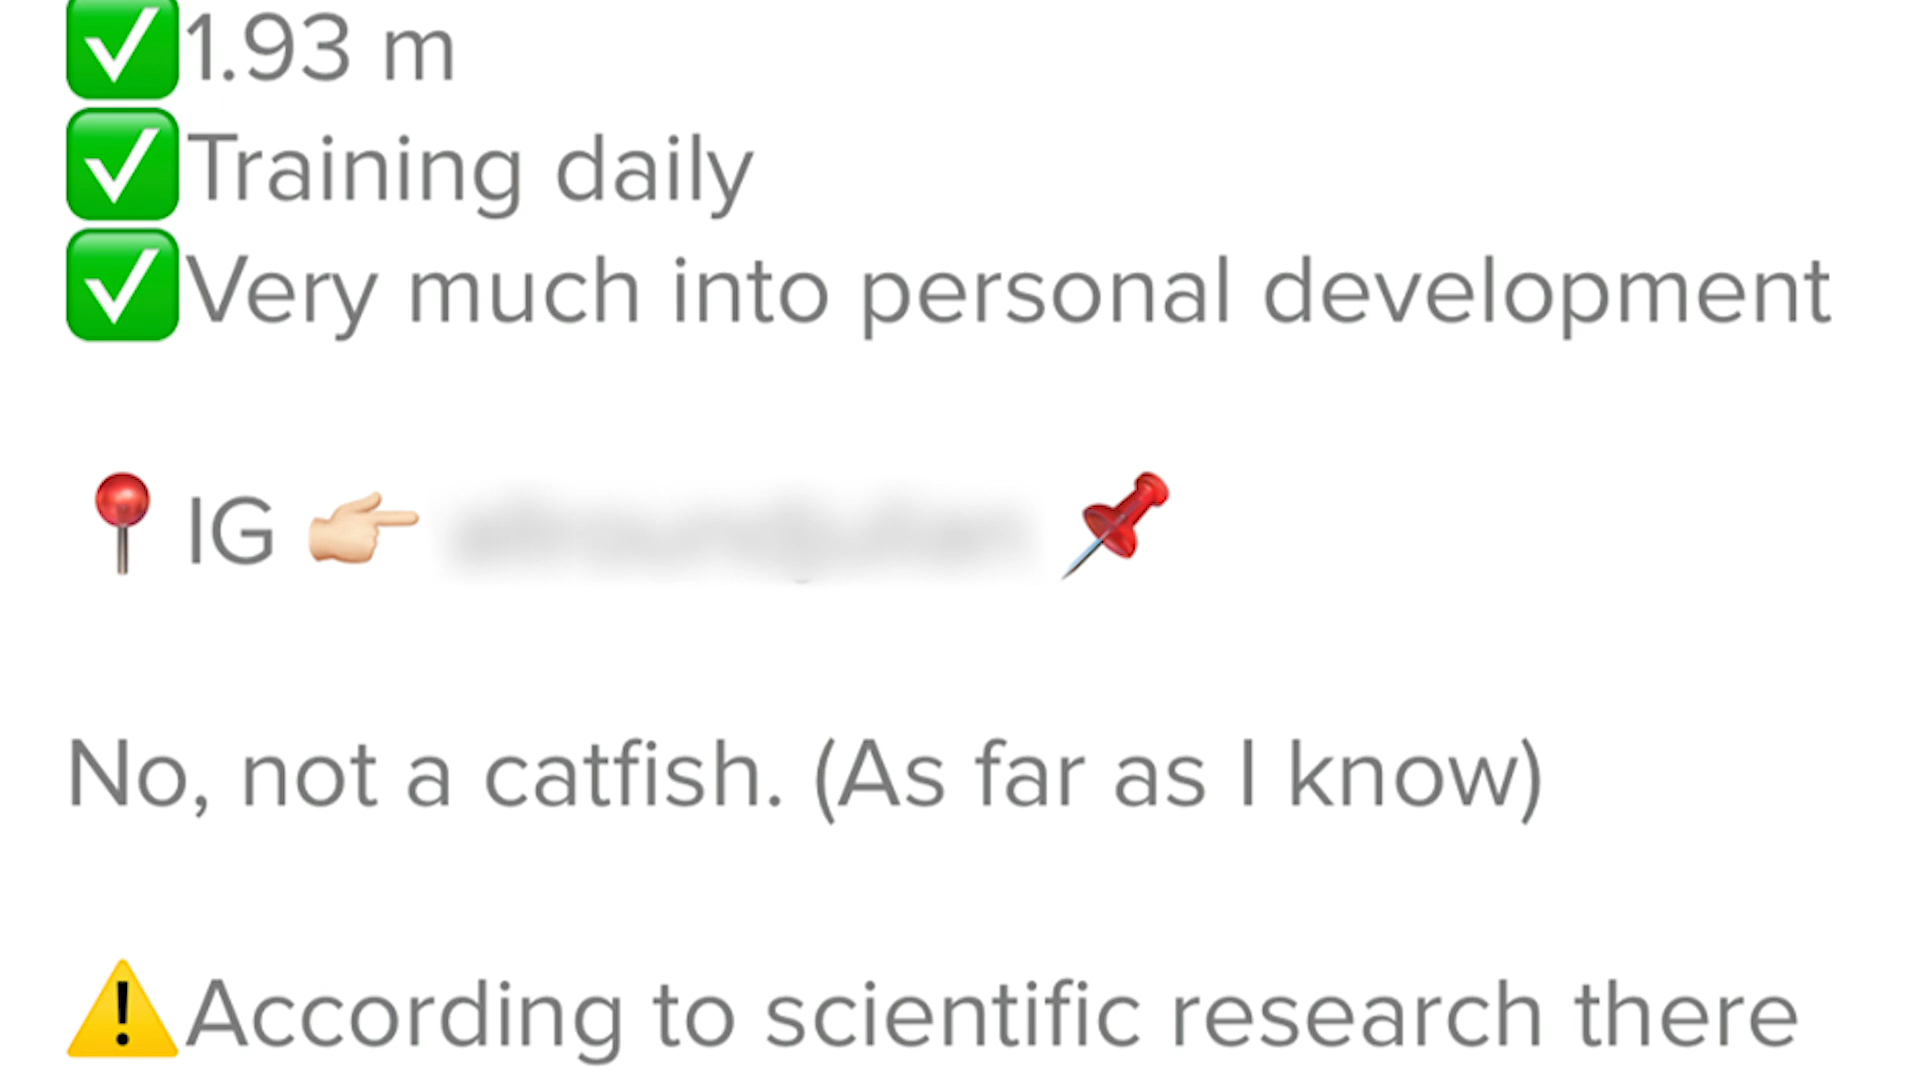 ✅1.93 m
✅Training daily
✅Very much into personal development
📍IG 👉🏻 📌
No, not a catfish. (As far as I know)
⚠️According to scientific research there